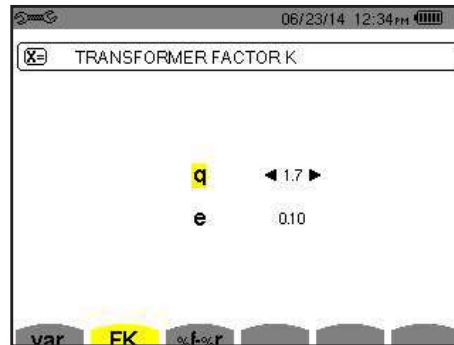 06/23/14 12:34PM
X= TRANSFORMER FACTOR K
q ◄ 1.7 ►
e 0.10
var FK %f-%r